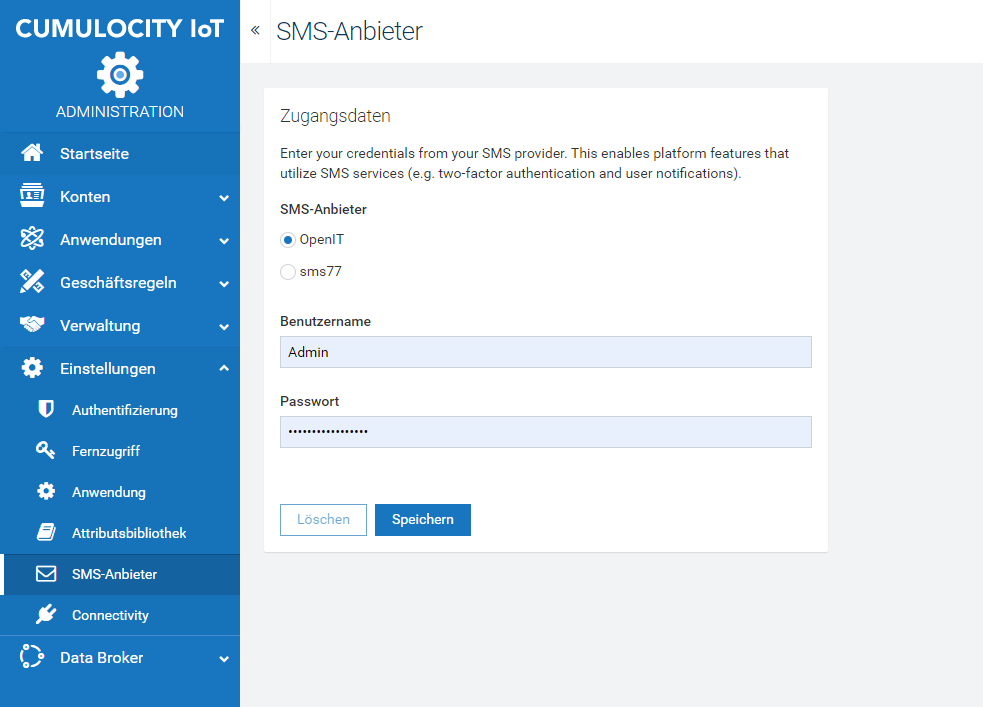 CUMULOCITY IoT
ADMINISTRATION
Startseite
Konten
Anwendungen
Geschäftsregeln
Verwaltung
Einstellungen
Authentifizierung
Fernzugriff
Anwendung
Attributsbibliothek
SMS-Anbieter
Connectivity
Data Broker
« SMS-Anbieter
Zugangsdaten
Enter your credentials from your SMS provider. This enables platform features that
utilize SMS services (e.g. two-factor authentication and user notifications).
SMS-Anbieter
OpenIT
sms77
Benutzername
Admin
Passwort
•••••••••••••••••
Löschen Speichern